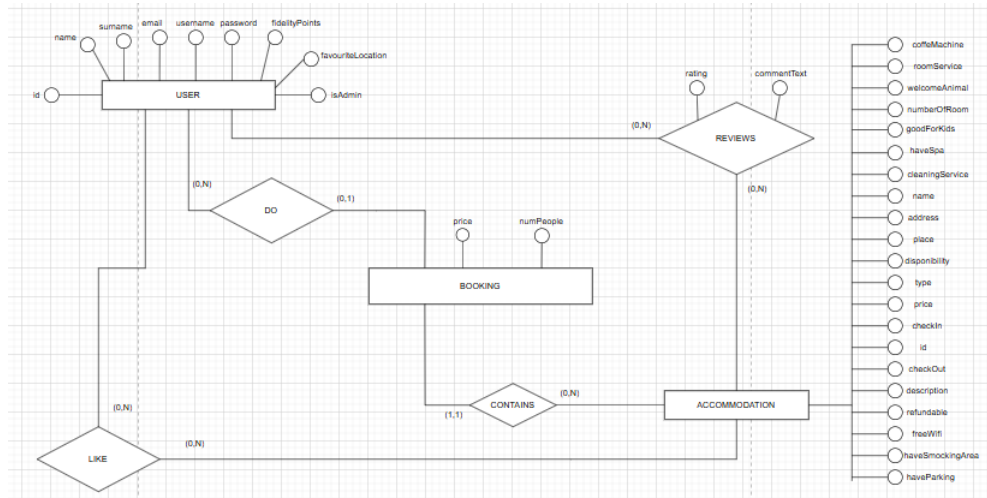 name
surname
email
username
password
fidelityPoints
favouriteLocation
id
USER
isAdmin
rating
commentText
(0,N)
REVIEWS
(0,N)
(0,N)
DO
(0,1)
price
numPeople
BOOKING
(0,N)
CONTAINS
(1,1)
ACCOMMODATION
(0,N)
(0,N)
LIKE
coffeMachine
roomService
welcomeAnimal
numberOfRoom
goodForKids
haveSpa
cleaningService
name
address
place
disponibility
type
price
checkIn
id
checkOut
description
refundable
freeWifi
haveSmockingArea
haveParking